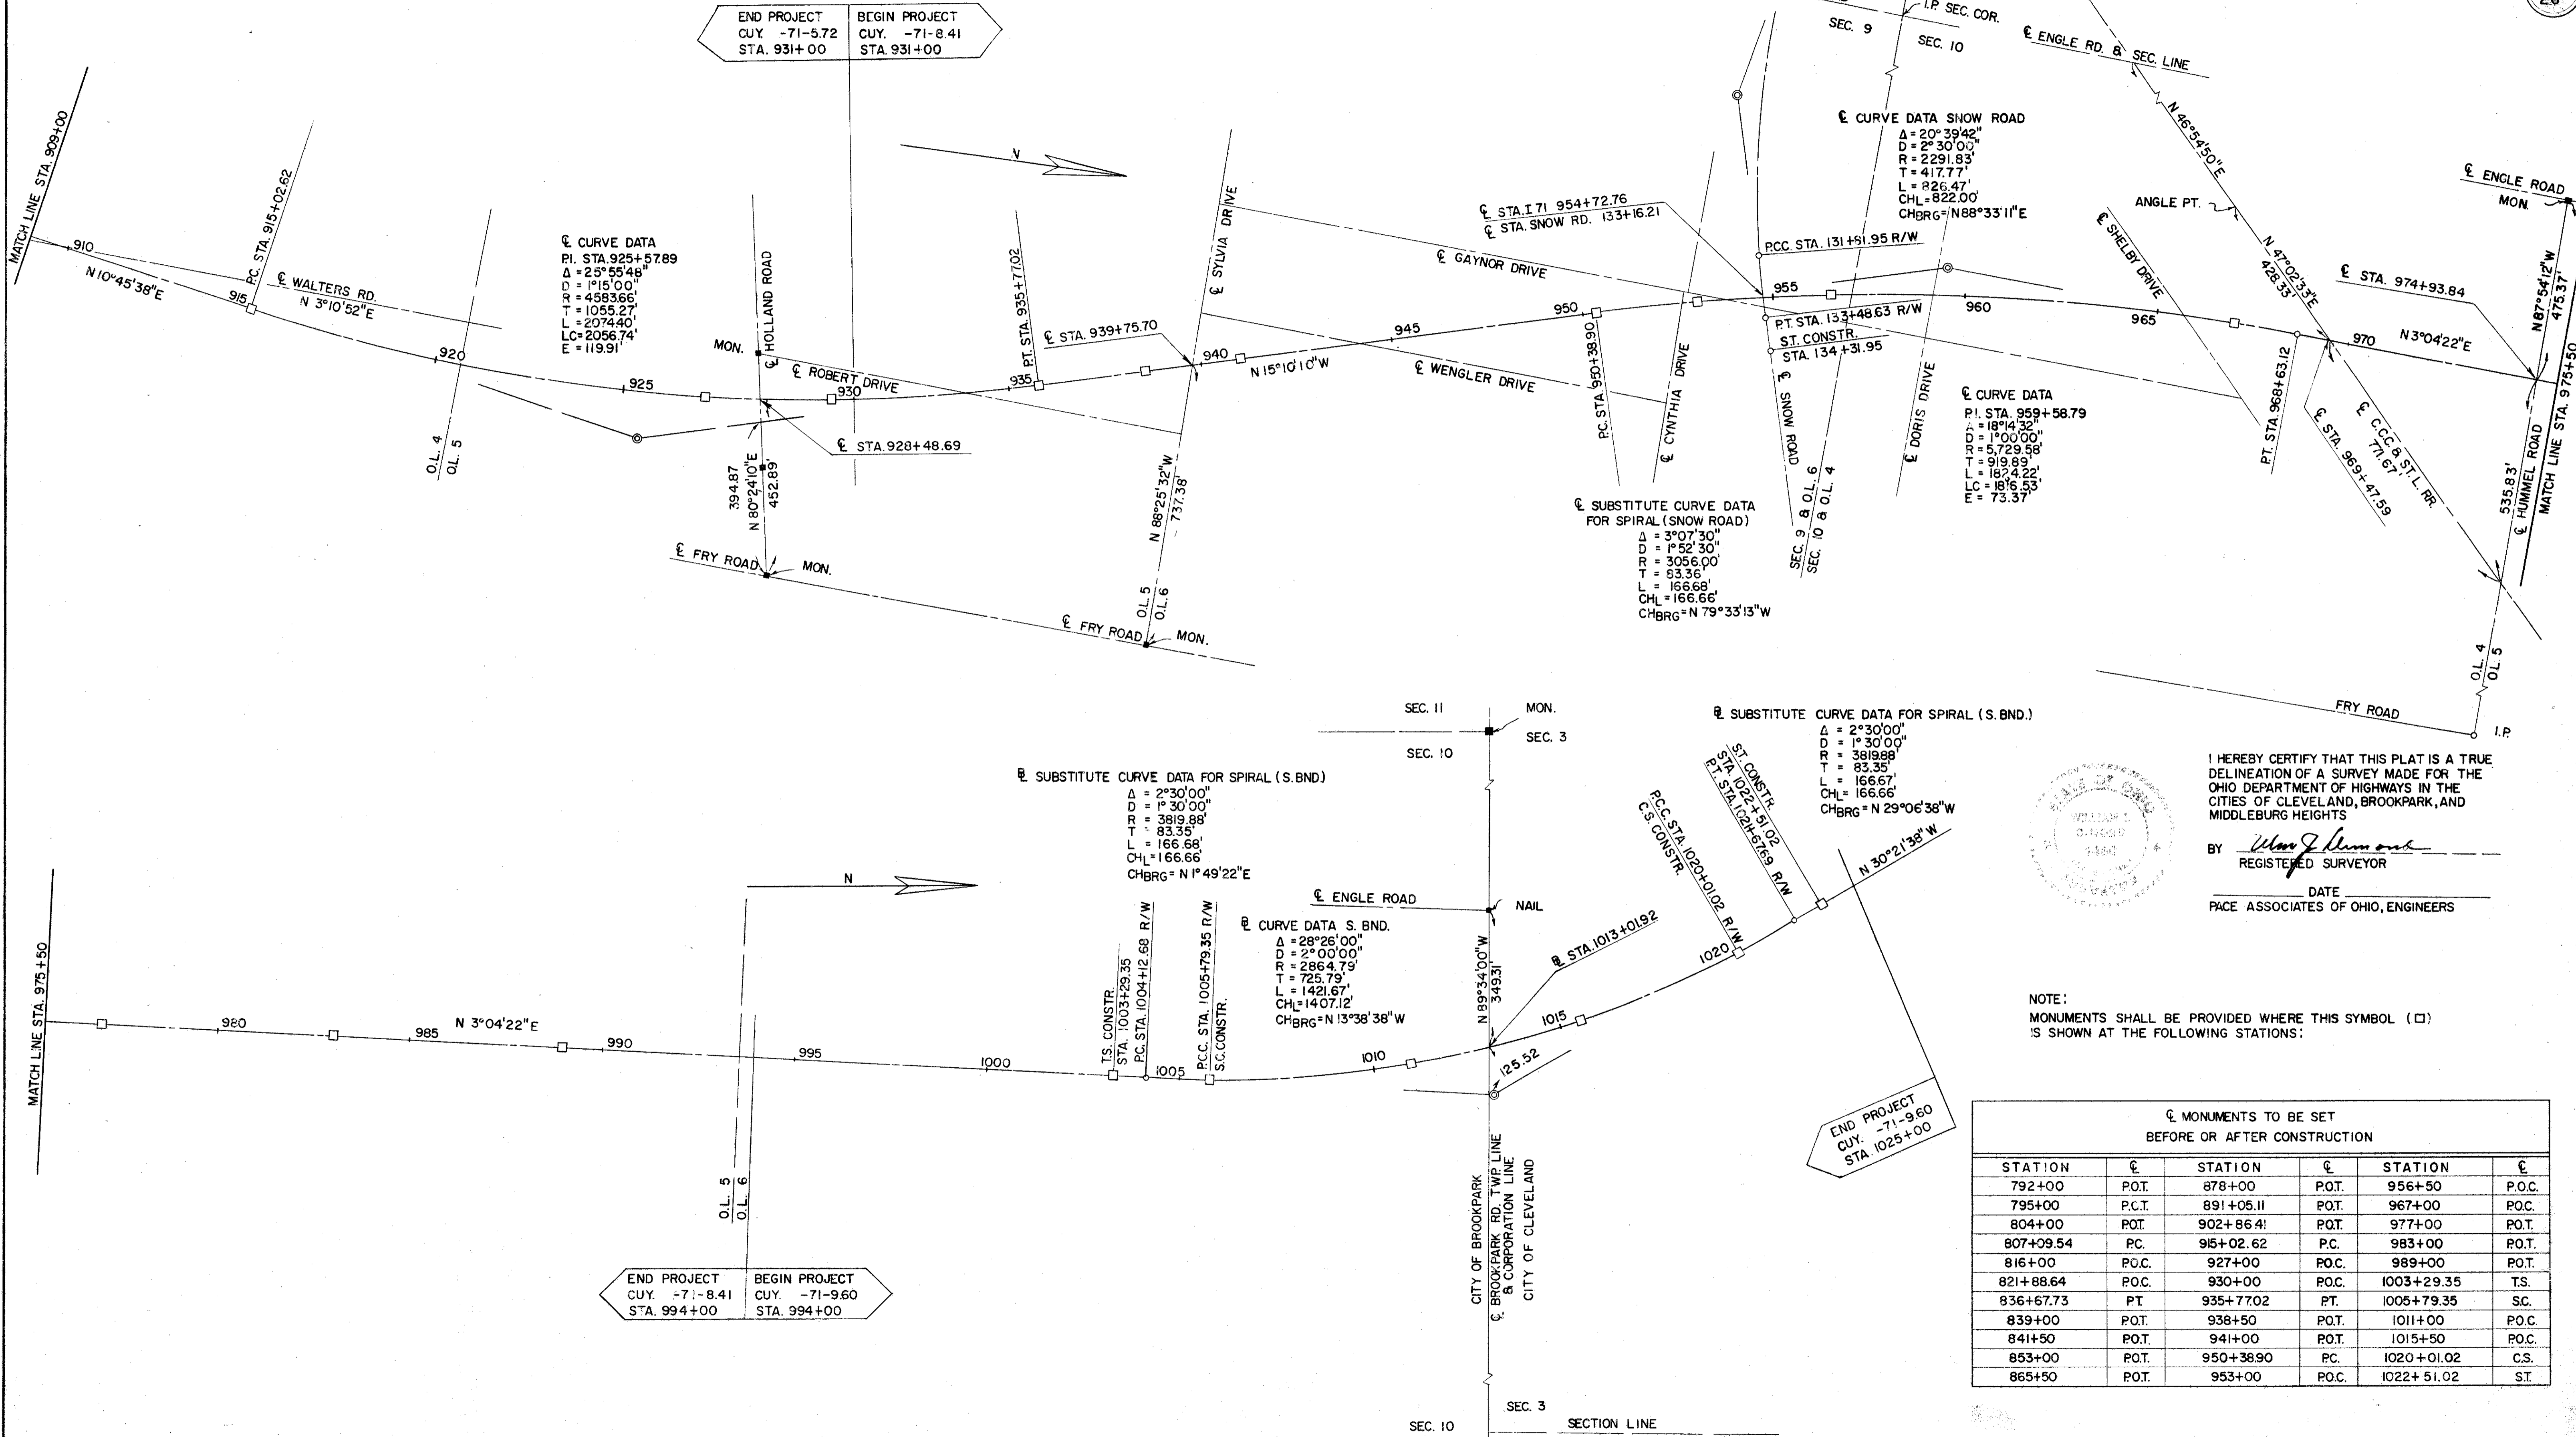 END PROJECT
CUY. -71-5.72
STA. 931+00
BEGIN PROJECT
CUY. -71-8.41
STA. 931+00
I.P. SEC. COR.
SEC. 9
SEC. 10
℄ ENGLE RD. & SEC. LINE
N 46°54'50"E
MATCH LINE STA. 909+00
910
N 10°45'38"E
915
P.C. STA. 915+02.62
℄ WALTERS RD.
N 3°10'52"E
920
O.L. 4
O.L. 5
℄ CURVE DATA
P.I. STA. 925+57.89
Δ = 25°55'48"
D = 1°15'00"
R = 4583.66'
T = 1055.27'
L = 2074.40'
LC = 2056.74'
E = 119.91'
925
MON.
℄ HOLLAND ROAD
℄ ROBERT DRIVE
930
℄ STA. 928+48.69
394.87
N 80°24'10"E
452.89'
℄ FRY ROAD
MON.
N
935
P.T. STA. 935+77.02
℄ STA. 939+75.70
℄ SYLVIA DRIVE
940
N 15°10'10"W
N 88°25'32"W
737.38'
O.L. 5
O.L. 6
℄ FRY ROAD
MON.
945
℄ GAYNOR DRIVE
℄ WENGLER DRIVE
950
P.C. STA. 950+38.90
℄ CYNTHIA DRIVE
℄ STA. I 71 954+72.76
℄ STA. SNOW RD. 133+16.21
P.C.C. STA. 131+81.95 R/W
955
P.T. STA. 133+48.63 R/W
S.T. CONSTR.
STA. 134+31.95
℄ SNOW ROAD
SEC. 9 & O.L. 6
SEC. 10 & O.L. 4
℄ CURVE DATA SNOW ROAD
Δ = 20°39'42"
D = 2°30'00"
R = 2291.83'
T = 417.77'
L = 826.47'
CHL = 822.00'
CHBRG = N88°33'11"E
℄ DORIS DRIVE
960
℄ SUBSTITUTE CURVE DATA
FOR SPIRAL (SNOW ROAD)
Δ = 3°07'30"
D = 1°52'30"
R = 3056.00'
T = 83.36'
L = 166.68'
CHL = 166.66'
CHBRG = N 79°33'13"W
℄ CURVE DATA
P.I. STA. 959+58.79
Δ = 18°14'32"
D = 1°00'00"
R = 5,729.58'
T = 919.89'
L = 1824.22'
LC = 1816.53'
E = 73.37'
965
℄ SHELBY DRIVE
ANGLE PT.
N 47°02'33"E
428.33'
P.T. STA. 968+63.12
℄ STA. 969+47.59
970
N 3°04'22"E
℄ C.C.C. & ST. L. RR.
771.67'
℄ STA. 974+93.84
℄ ENGLE ROAD
MON.
N 87°54'12"W
475.37'
535.83'
℄ HUMMEL ROAD
MATCH LINE STA. 975+50
O.L. 4
O.L. 5
FRY ROAD
I.P.
MATCH LINE STA. 975+50
980
985
N 3°04'22"E
990
995
1000
N
O.L. 5
O.L. 6
END PROJECT
CUY. -71-8.41
STA. 994+00
BEGIN PROJECT
CUY. -71-9.60
STA. 994+00
℄ SUBSTITUTE CURVE DATA FOR SPIRAL (S.BND)
Δ = 2°30'00"
D = 1°30'00"
R = 3819.88'
T = 83.35'
L = 166.68'
CHL = 166.66'
CHBRG = N 1°49'22"E
T.S. CONSTR.
STA. 1003+29.35
P.C. STA. 1004+12.68 R/W
1005
P.C.C. STA. 1005+79.35 R/W
S.C. CONSTR.
℄ CURVE DATA S. BND.
Δ = 28°26'00"
D = 2°00'00"
R = 2864.79'
T = 725.79'
L = 1421.67'
CHL = 1407.12'
CHBRG = N 13°38'38"W
1010
SEC. 11
SEC. 10
MON.
SEC. 3
℄ ENGLE ROAD
NAIL
N 89°34'00"W
349.31'
℄ STA. 1013+01.92
125.52
1015
CITY OF BROOKPARK
℄ BROOKPARK RD. TWP. LINE
& CORPORATION LINE
CITY OF CLEVELAND
SEC. 10
SEC. 3
SECTION LINE
1020
P.C.C. STA. 1020+01.02 R/W
C.S. CONSTR.
S.T. CONSTR.
STA. 1022+51.02
P.T. STA. 1021+67.69 R/W
N 30°21'38"W
℄ SUBSTITUTE CURVE DATA FOR SPIRAL (S.BND.)
Δ = 2°30'00"
D = 1°30'00"
R = 3819.88'
T = 83.35'
L = 166.67'
CHL = 166.66'
CHBRG = N 29°06'38"W
END PROJECT
CUY. -71-9.60
STA. 1025+00
I HEREBY CERTIFY THAT THIS PLAT IS A TRUE
DELINEATION OF A SURVEY MADE FOR THE
OHIO DEPARTMENT OF HIGHWAYS IN THE
CITIES OF CLEVELAND, BROOKPARK, AND
MIDDLEBURG HEIGHTS
BY
REGISTERED SURVEYOR
DATE
PACE ASSOCIATES OF OHIO, ENGINEERS
NOTE:
MONUMENTS SHALL BE PROVIDED WHERE THIS SYMBOL (□)
IS SHOWN AT THE FOLLOWING STATIONS:
℄ MONUMENTS TO BE SET
BEFORE OR AFTER CONSTRUCTION
STATION ℄ STATION ℄ STATION ℄
792+00 P.O.T. 878+00 P.O.T. 956+50 P.O.C.
795+00 P.C.T. 891+05.11 P.O.T. 967+00 P.O.C.
804+00 P.O.T. 902+86.41 P.O.T. 977+00 P.O.T.
807+09.54 P.C. 915+02.62 P.C. 983+00 P.O.T.
816+00 P.O.C. 927+00 P.O.C. 989+00 P.O.T.
821+88.64 P.O.C. 930+00 P.O.C. 1003+29.35 T.S.
836+67.73 P.T. 935+77.02 P.T. 1005+79.35 S.C.
839+00 P.O.T. 938+50 P.O.T. 1011+00 P.O.C.
841+50 P.O.T. 941+00 P.O.T. 1015+50 P.O.C.
853+00 P.O.T. 950+38.90 P.C. 1020+01.02 C.S.
865+50 P.O.T. 953+00 P.O.C. 1022+51.02 S.T.